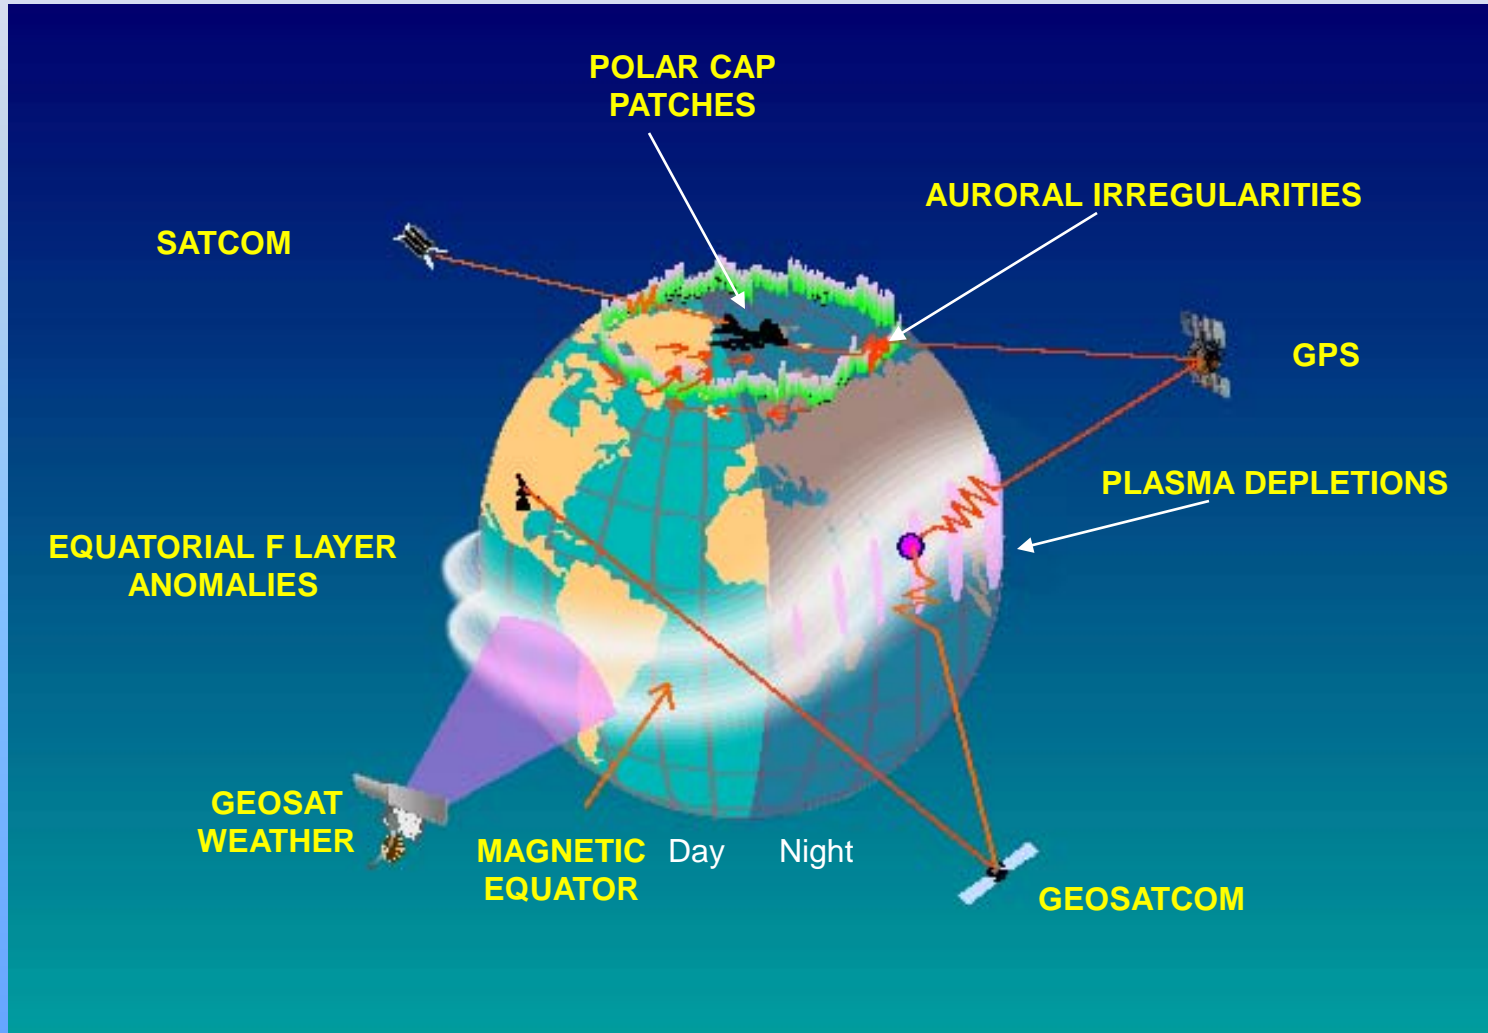 POLAR CAP
PATCHES
AURORAL IRREGULARITIES
SATCOM
GPS
PLASMA DEPLETIONS
EQUATORIAL F LAYER
ANOMALIES
GEOSAT
WEATHER
MAGNETIC
EQUATOR
Day
Night
GEOSATCOM